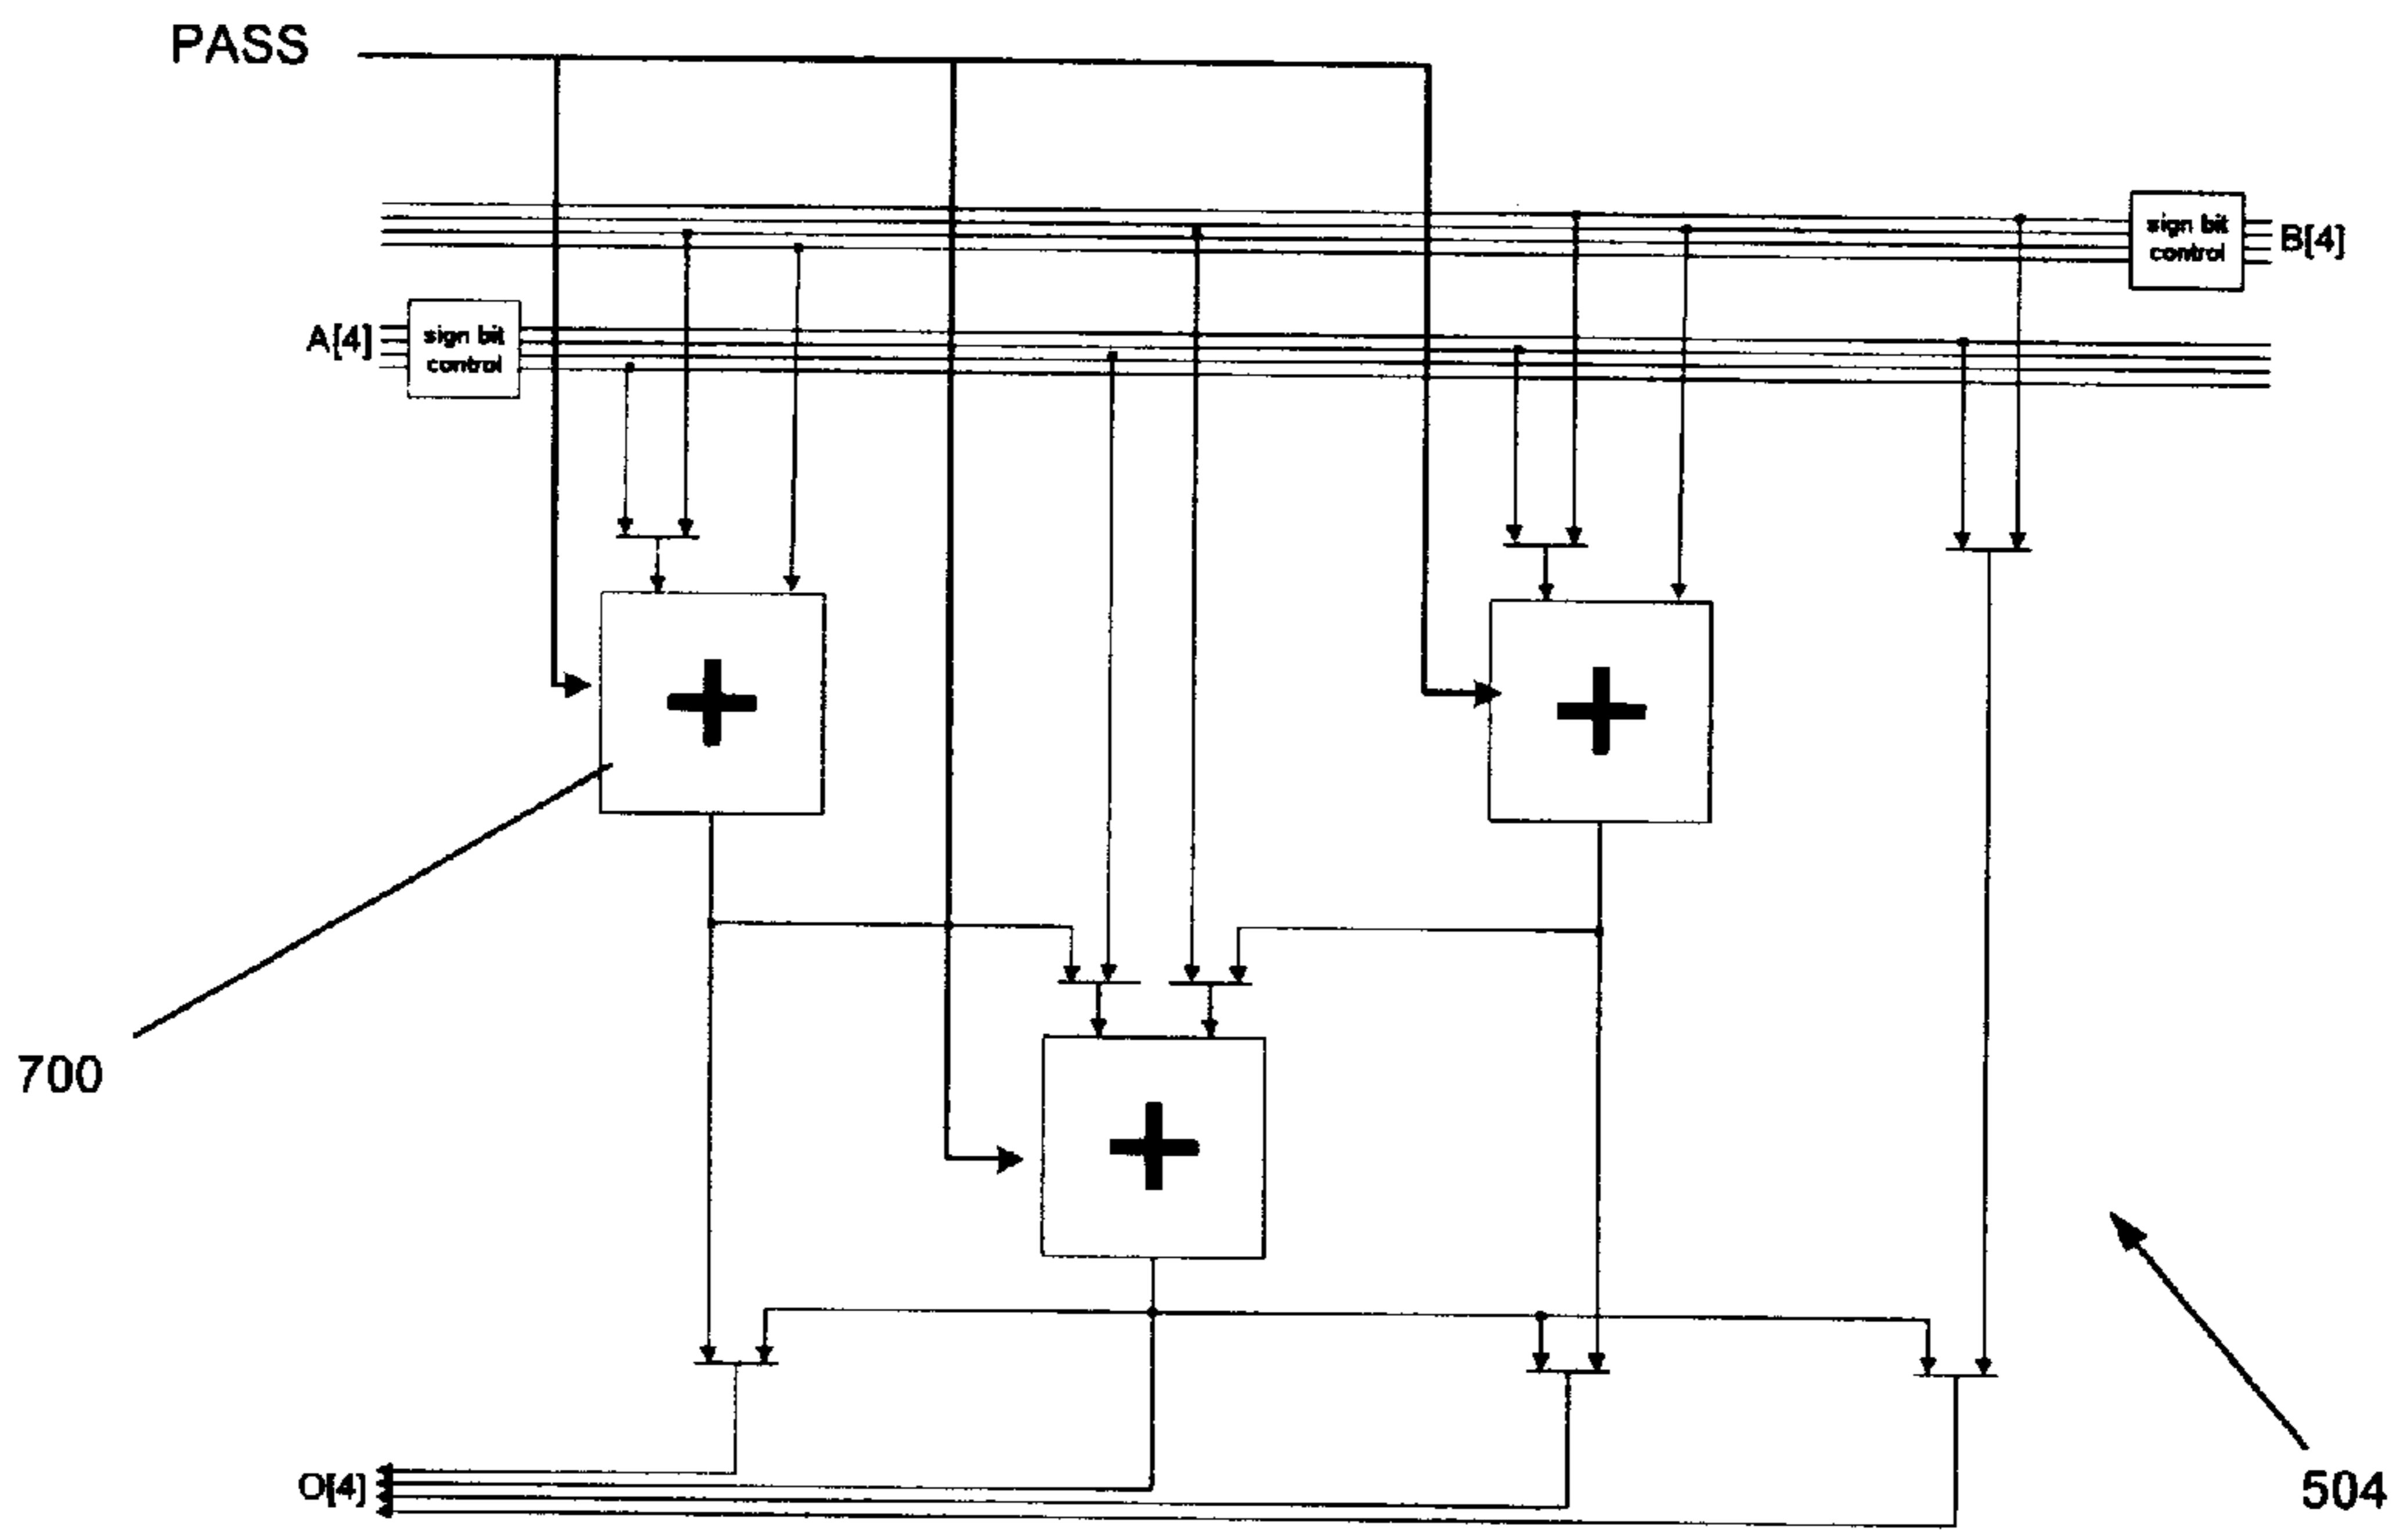 PASS
sign bit
control
B[4]
A[4]
sign bit
control
700
O[4]
504